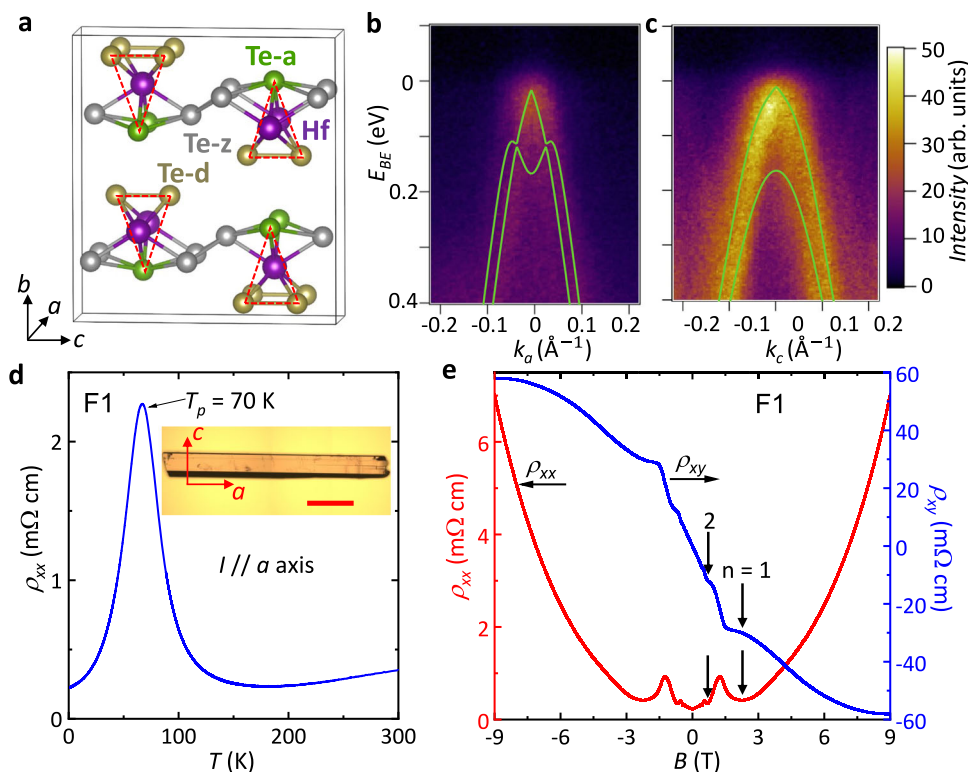 a
Te-a
Hf
Te-z
Te-d
b
a
c
b
0
0.2
0.4
E_BE (eV)
-0.2 -0.1 0 0.1 0.2
k_a (Å⁻¹)
c
-0.2 -0.1 0 0.1 0.2
k_c (Å⁻¹)
50
40
30
20
10
0
Intensity (arb. units)
d
F1
T_p = 70 K
c
a
I // a axis
2
1
0
ρ_xx (mΩ cm)
0 100 200 300
T (K)
e
F1
ρ_xx
ρ_xy
2
n = 1
6
4
2
0
ρ_xx (mΩ cm)
60
40
20
0
-20
-40
-60
ρ_xy (mΩ cm)
-9 -6 -3 0 3 6 9
B (T)